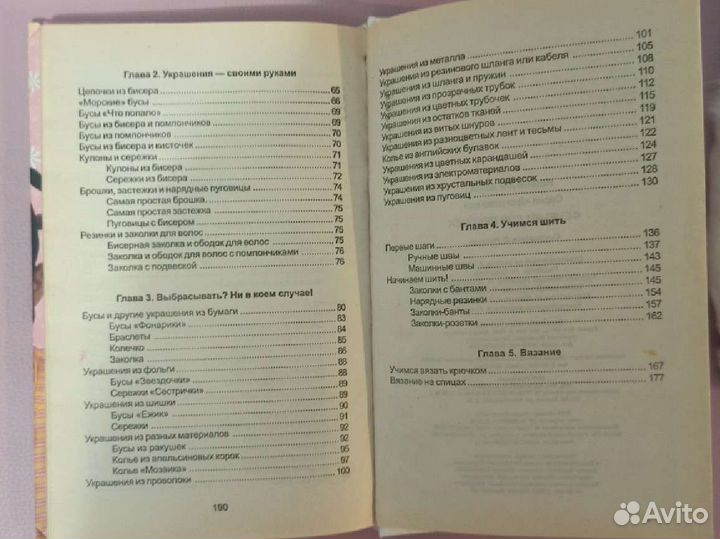 Глава 2. Украшения — своими руками
Цепочки из бисера 65
«Морские» бусы 66
Бусы «Что попало» 69
Бусы из бисера и помпончиков 69
Бусы из помпончиков 70
Бусы из бисера и кисточек 70
Кулоны и сережки 71
Кулоны из бисера 71
Сережки из бисера 72
Брошки, застежки и нарядные пуговицы 74
Самая простая брошка 74
Самая простая застежка 75
Пуговицы с бисером 75
Резинки и заколки для волос 75
Бисерная заколка и ободок для волос 75
Заколка и ободок для волос с помпончиками 76
Заколка с подвеской 76
Глава 3. Выбрасывать? Ни в коем случае!
Бусы и другие украшения из бумаги 80
Бусы «Фонарики» 83
Браслеты 84
Колечко 85
Заколка 86
Украшения из фольги 88
Бусы «Звездочки» 88
Сережки «Сестрички» 89
Украшения из шишки 89
Бусы «Ежик» 90
Сережки 91
Украшения из разных материалов 92
Бусы из ракушек 92
Колье из апельсиновых корок 95
Колье «Мозаика» 97
Украшения из проволоки 100
190
Украшения из металла 101
Украшения из резинового шланга или кабеля 105
Украшения из шланга и пружин 108
Украшения из прозрачных трубок 110
Украшения из цветных трубочек 112
Украшения из остатков тканей 115
Украшения из витых шнуров 119
Украшения из разноцветных лент и тесьмы 121
Колье из английских булавок 122
Украшения из цветных карандашей 124
Украшения из электроматериалов 127
Украшения из хрустальных подвесок 128
Украшения из пуговиц 130
Глава 4. Учимся шить
Первые шаги 136
Ручные швы 137
Машинные швы 143
Начинаем шить! 145
Заколки с бантами 145
Нарядные резинки 154
Заколки-банты 157
Заколки-розетки 162
Глава 5. Вязание
Учимся вязать крючком 167
Вязание на спицах 177
Avito